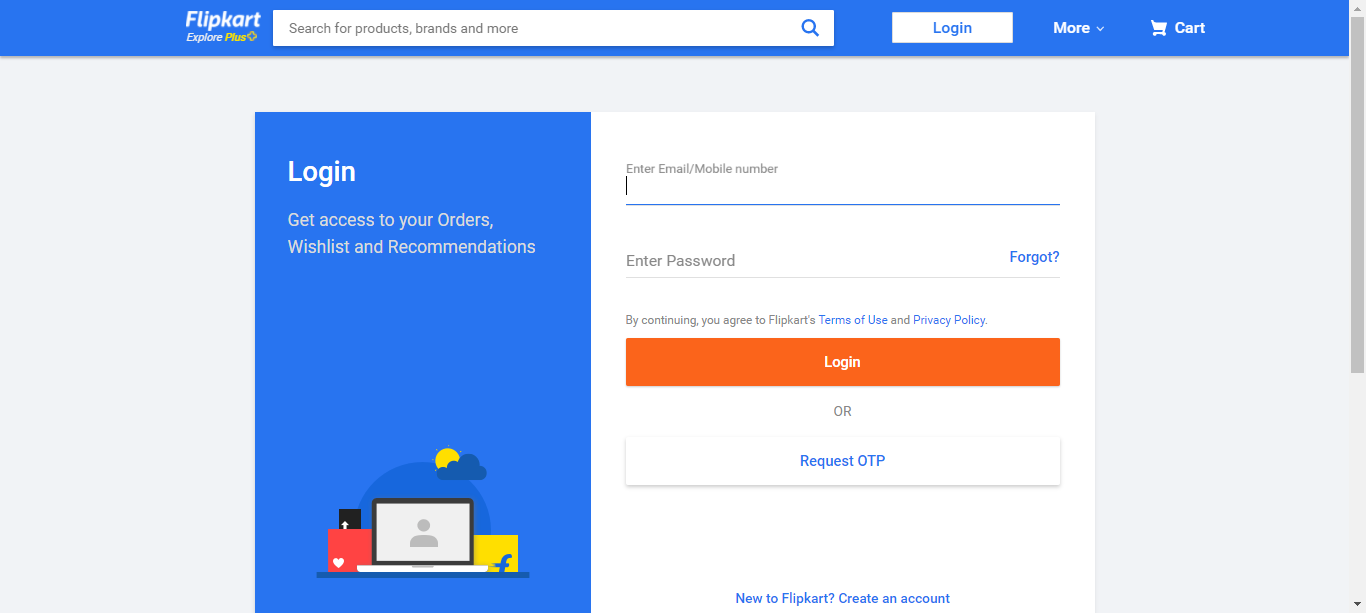 Flipkart
Explore Plus
Search for products, brands and more
Login
More
Cart
Login
Get access to your Orders,
Wishlist and Recommendations
Enter Email/Mobile number
Enter Password
Forgot?
By continuing, you agree to Flipkart's Terms of Use and Privacy Policy.
Login
OR
Request OTP
New to Flipkart? Create an account